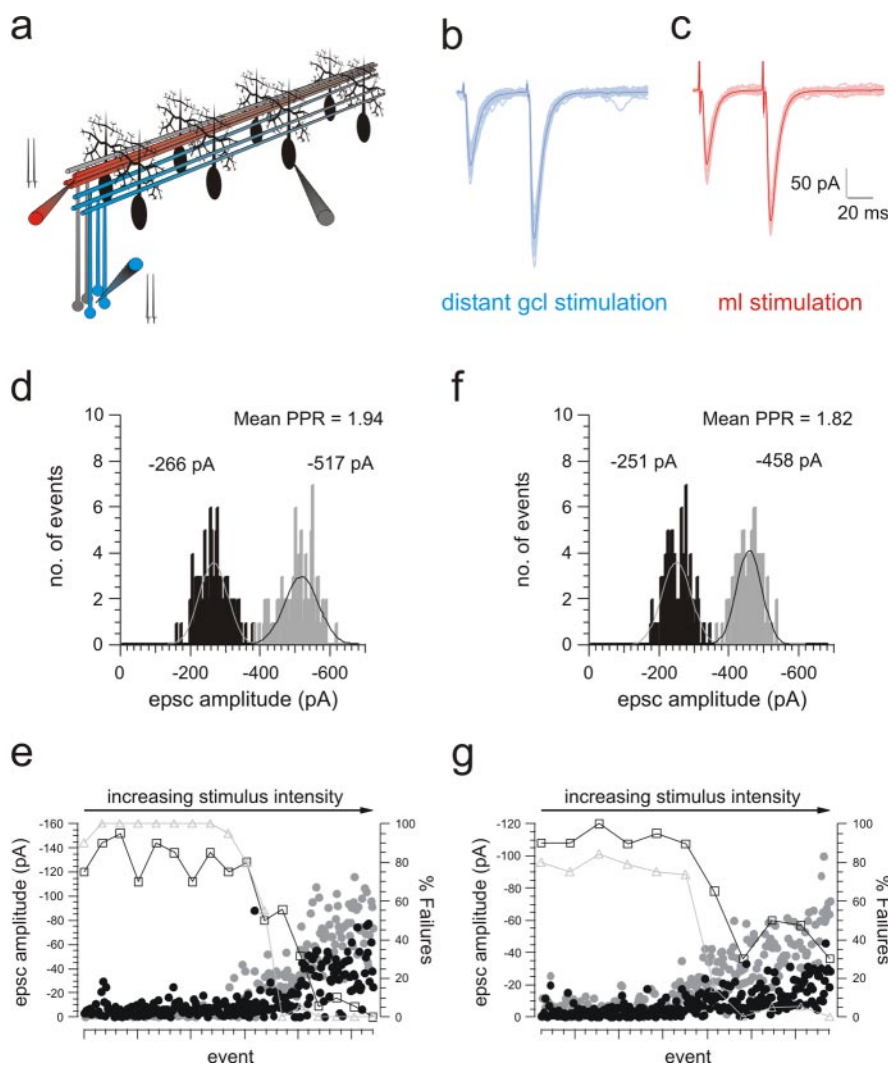 a
b
c
50 pA
20 ms
distant gcl stimulation
ml stimulation
d
10
8
6
4
2
0
no. of events
Mean PPR = 1.94
-266 pA
-517 pA
0
-200
-400
-600
epsc amplitude (pA)
f
10
8
6
4
2
0
no. of events
Mean PPR = 1.82
-251 pA
-458 pA
0
-200
-400
-600
epsc amplitude (pA)
e
increasing stimulus intensity
-160
-140
-120
-100
-80
-60
-40
-20
0
epsc amplitude (pA)
100
80
60
40
20
0
% Failures
event
g
increasing stimulus intensity
-120
-100
-80
-60
-40
-20
0
epsc amplitude (pA)
100
80
60
40
20
0
% Failures
event